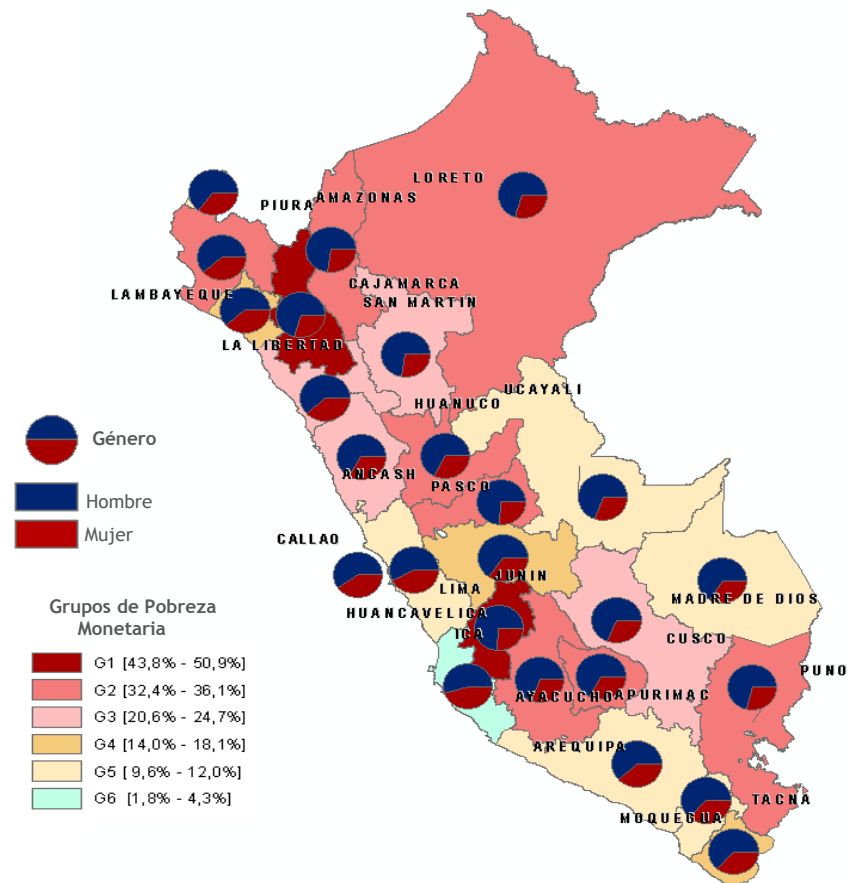 LORETO
AMAZONAS
PIURA
CAJAMARCA
LAMBAYEQUE
SAN MARTIN
LA LIBERTAD
UCAYALI
HUANUCO
Género
ANCASH
PASCO
Hombre
Mujer
CALLAO
JUNIN
LIMA
MADRE DE DIOS
HUANCAVELICA
Grupos de Pobreza
Monetaria
ICA
CUSCO
G1 [43,8% - 50,9%]
PUNO
G2 [32,4% - 36,1%]
AYACUCHO
APURIMAC
G3 [20,6% - 24,7%]
G4 [14,0% - 18,1%]
AREQUIPA
G5 [ 9,6% - 12,0%]
G6 [1,8% - 4,3%]
TACNA
MOQUEGUA